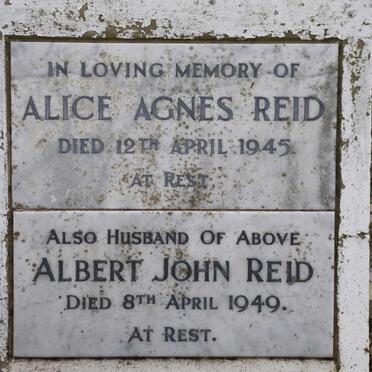 IN LOVING MEMORY OF
ALICE AGNES REID
DIED 12TH APRIL 1945.
AT REST.
ALSO HUSBAND OF ABOVE
ALBERT JOHN REID
DIED 8TH APRIL 1949.
AT REST.